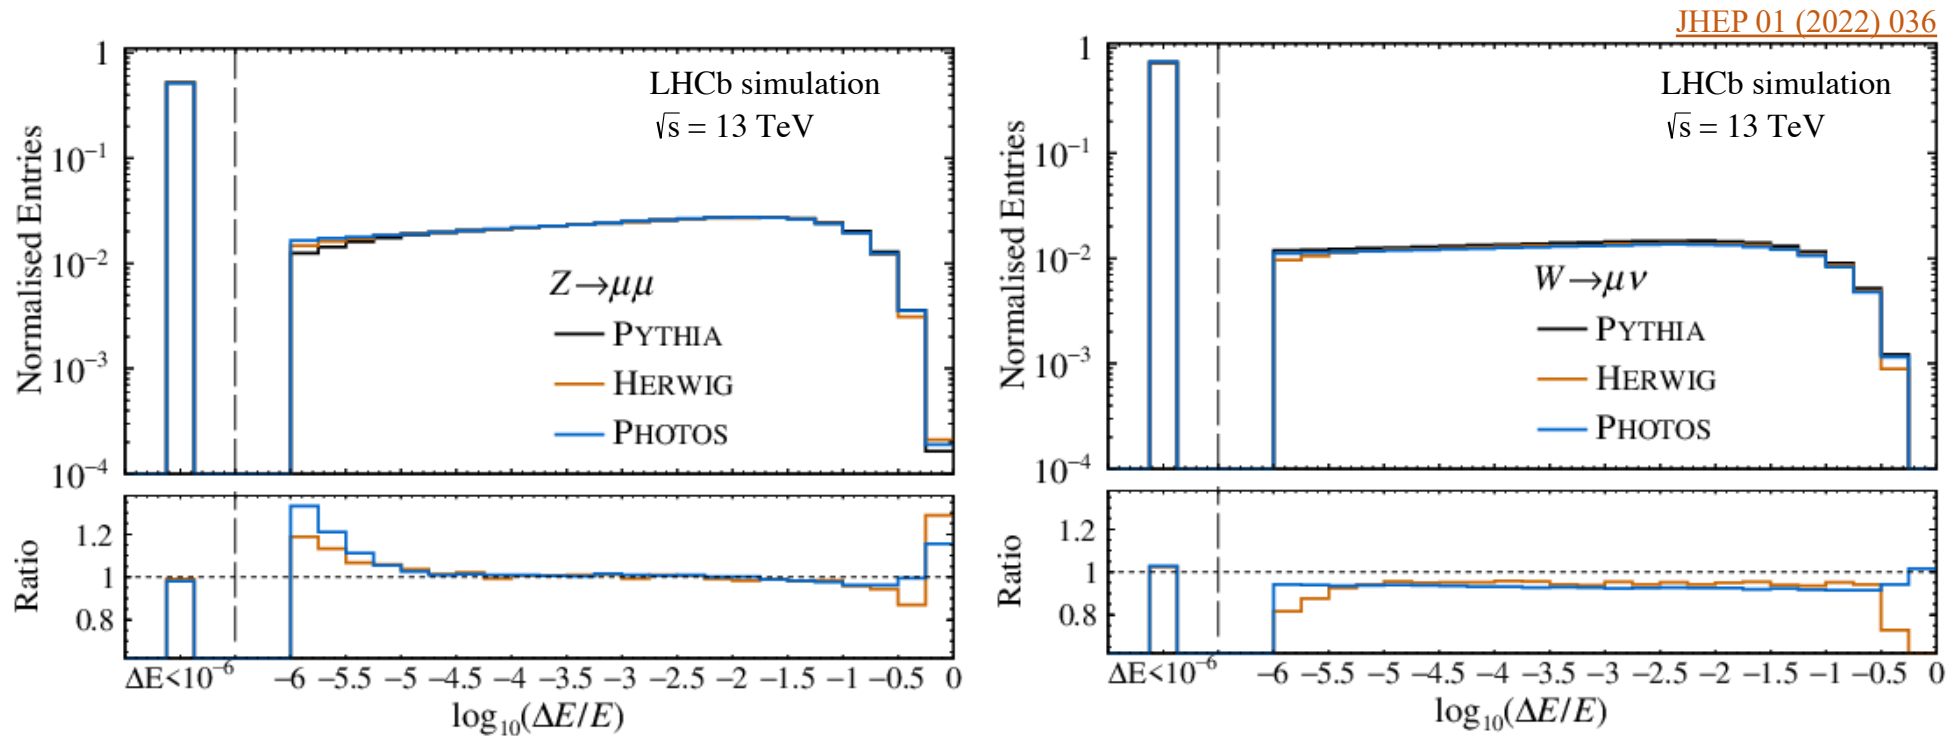 JHEP 01 (2022) 036
1
10⁻¹
10⁻²
10⁻³
10⁻⁴
Normalised Entries
LHCb simulation
√s = 13 TeV
Z→μμ
PYTHIA
HERWIG
PHOTOS
1.2
1
0.8
Ratio
ΔE<10⁻⁶ −6 −5.5 −5 −4.5 −4 −3.5 −3 −2.5 −2 −1.5 −1 −0.5 0
log₁₀(ΔE/E)
1
10⁻¹
10⁻²
10⁻³
10⁻⁴
Normalised Entries
LHCb simulation
√s = 13 TeV
W→μν
PYTHIA
HERWIG
PHOTOS
1.2
1
0.8
Ratio
ΔE<10⁻⁶ −6 −5.5 −5 −4.5 −4 −3.5 −3 −2.5 −2 −1.5 −1 −0.5 0
log₁₀(ΔE/E)